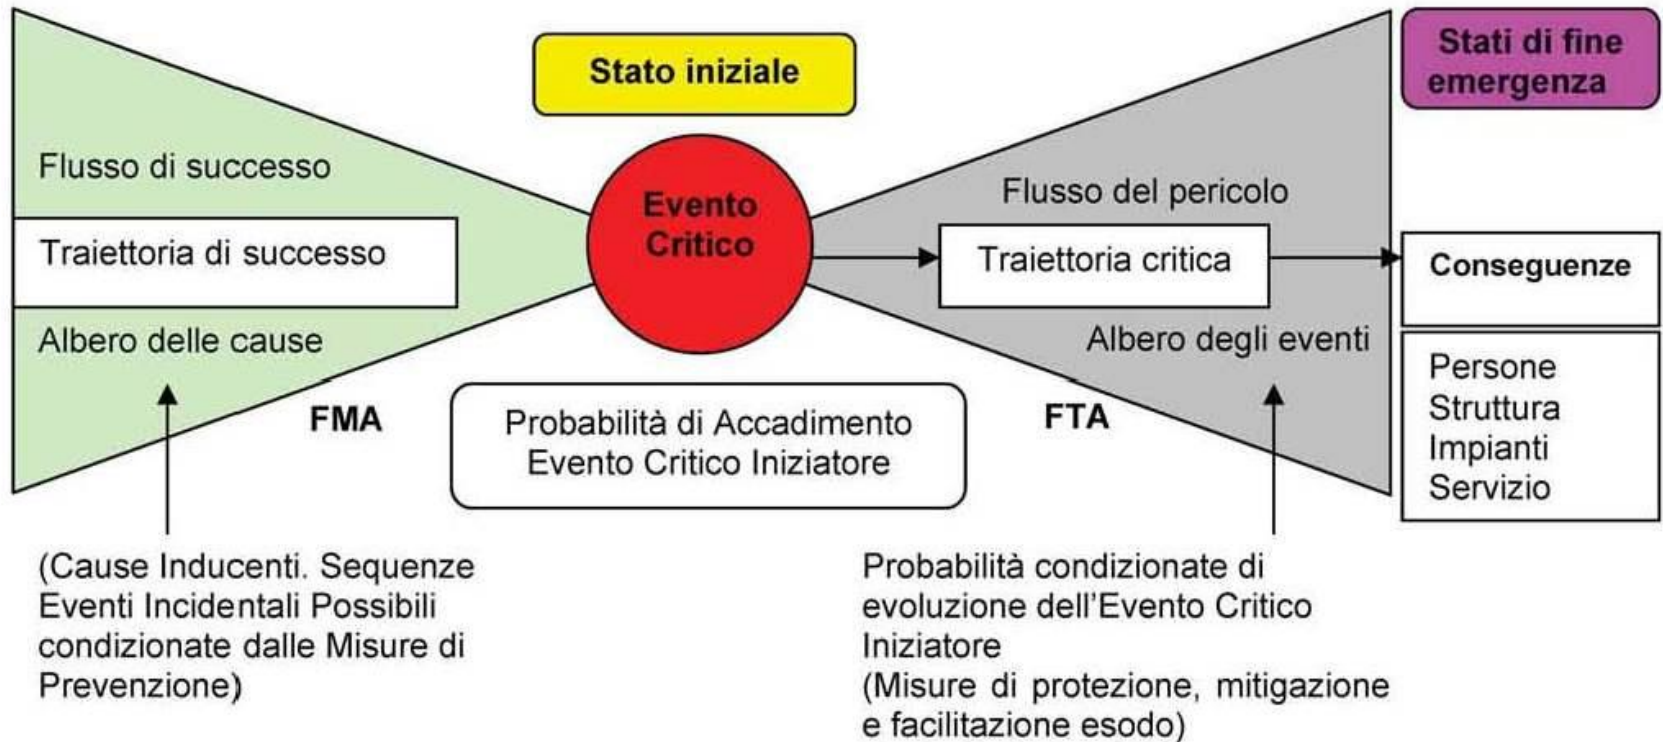 Stato iniziale
Stati di fine
emergenza
Flusso di successo
Traiettoria di successo
Albero delle cause
FMA
Evento
Critico
Probabilità di Accadimento
Evento Critico Iniziatore
Flusso del pericolo
Traiettoria critica
Albero degli eventi
FTA
Conseguenze
Persone
Struttura
Impianti
Servizio
(Cause Inducenti. Sequenze
Eventi Incidentali Possibili
condizionate dalle Misure di
Prevenzione)
Probabilità condizionate di
evoluzione dell'Evento Critico
Iniziatore
(Misure di protezione, mitigazione
e facilitazione esodo)